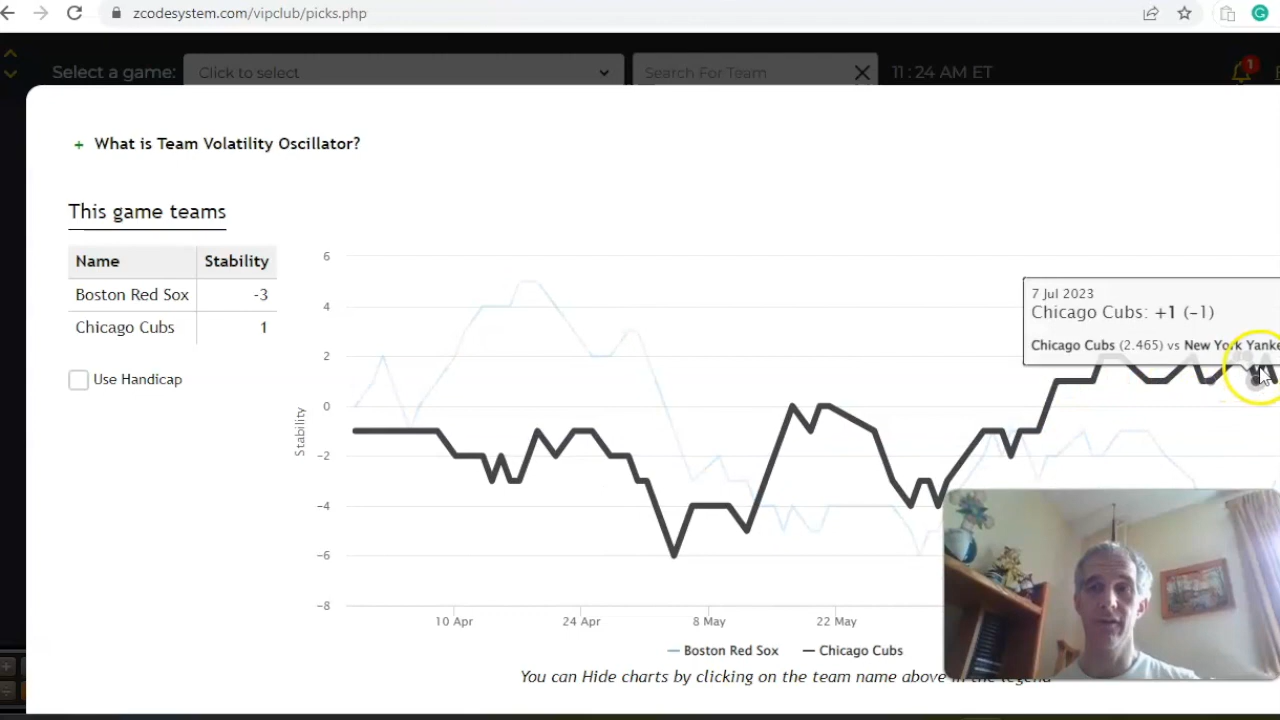 zcodesystem.com/vipclub/picks.php
Select a game:
Click to select
Search For Team
11:24 AM ET
1
+ What is Team Volatility Oscillator?
This game teams
Name Stability
Boston Red Sox -3
Chicago Cubs 1
Use Handicap
Stability
6
4
2
0
−2
−4
−6
−8
7 Jul 2023
Chicago Cubs: +1 (−1)
Chicago Cubs (2.465) vs New York Yanke
10 Apr 24 Apr 8 May 22 May
Boston Red Sox Chicago Cubs
You can Hide charts by clicking on the team name above in the legend